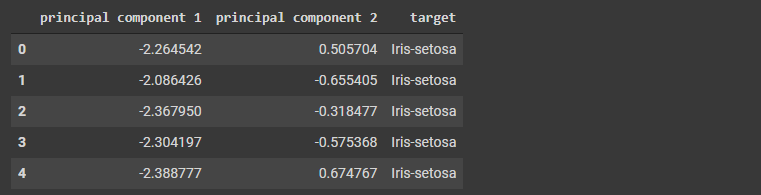 principal component 1 principal component 2 target
0 -2.264542 0.505704 Iris-setosa
1 -2.086426 -0.655405 Iris-setosa
2 -2.367950 -0.318477 Iris-setosa
3 -2.304197 -0.575368 Iris-setosa
4 -2.388777 0.674767 Iris-setosa